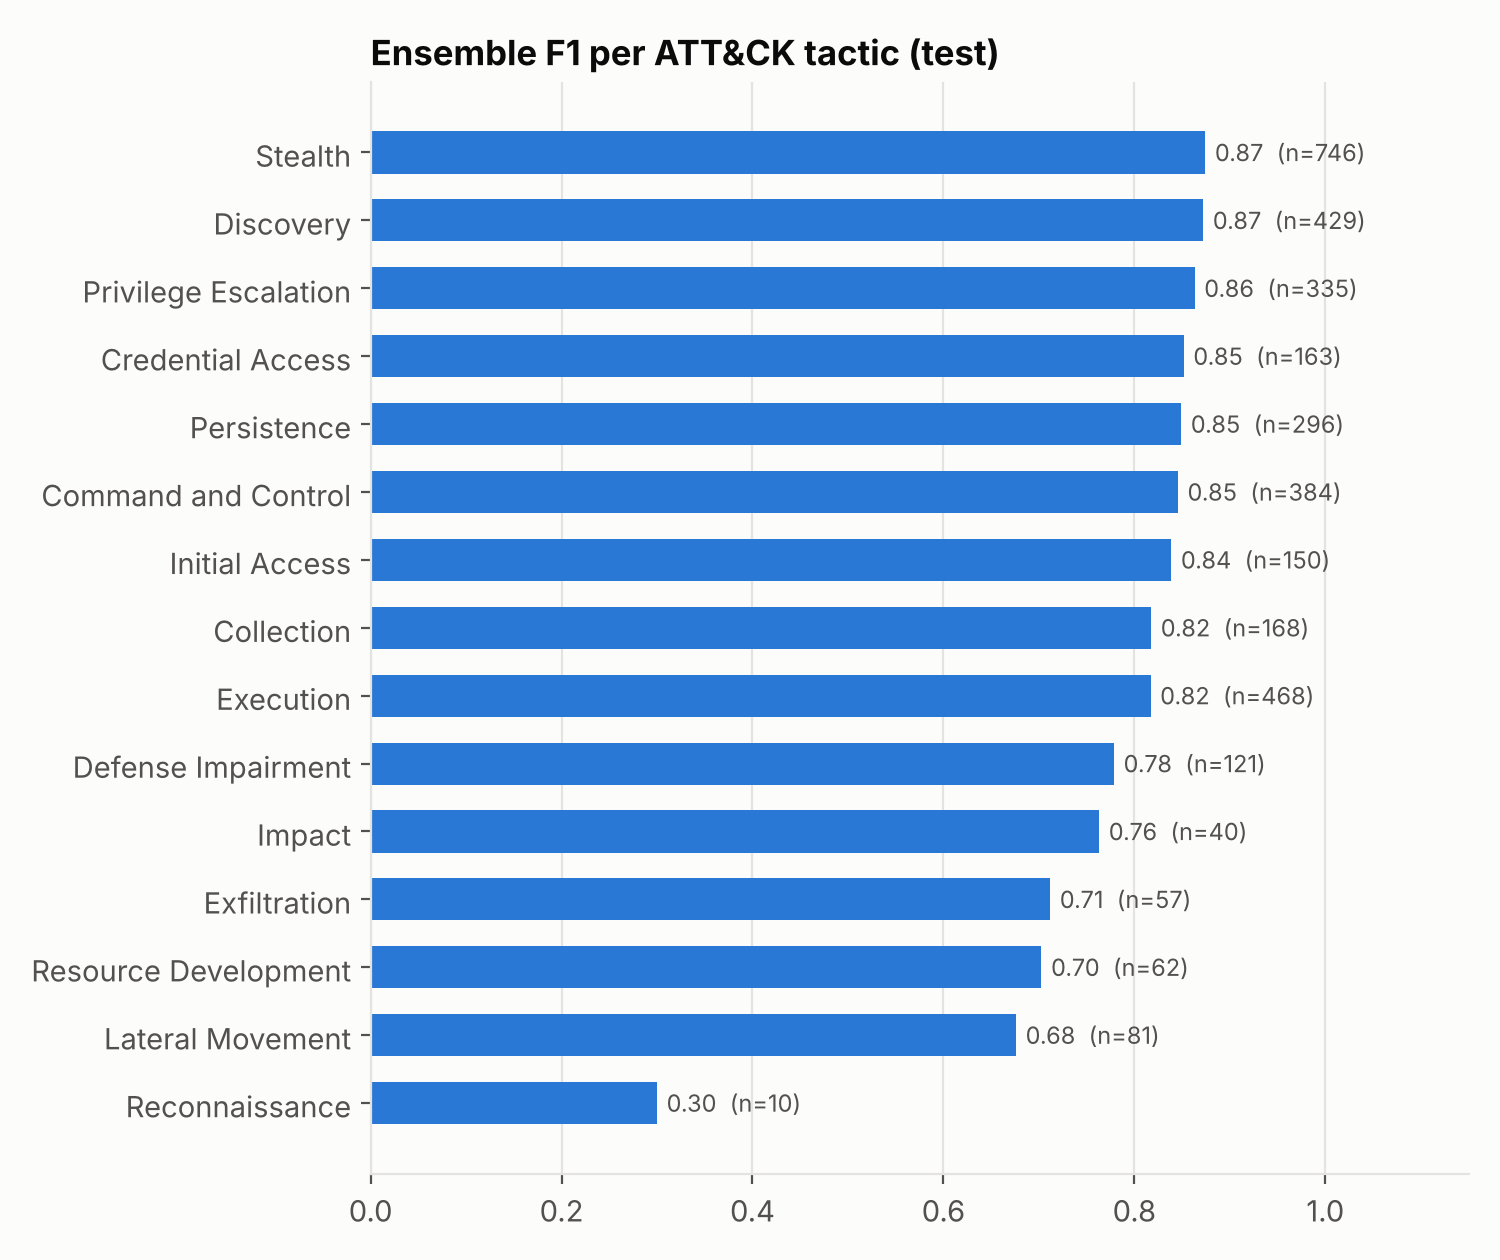 Ensemble F1 per ATT&CK tactic (test)
Stealth 0.87 (n=746)
Discovery 0.87 (n=429)
Privilege Escalation 0.86 (n=335)
Credential Access 0.85 (n=163)
Persistence 0.85 (n=296)
Command and Control 0.85 (n=384)
Initial Access 0.84 (n=150)
Collection 0.82 (n=168)
Execution 0.82 (n=468)
Defense Impairment 0.78 (n=121)
Impact 0.76 (n=40)
Exfiltration 0.71 (n=57)
Resource Development 0.70 (n=62)
Lateral Movement 0.68 (n=81)
Reconnaissance 0.30 (n=10)
0.0 0.2 0.4 0.6 0.8 1.0